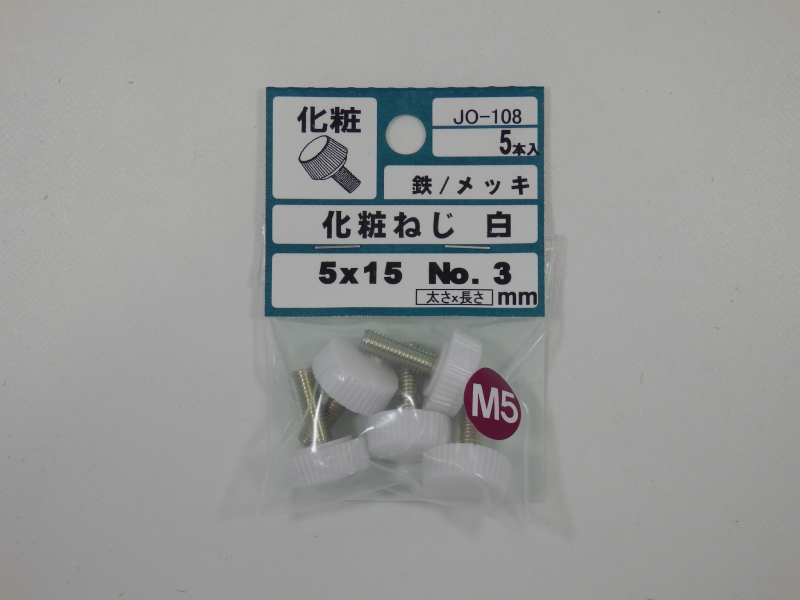 化粧
JO-108
5本入
鉄/メッキ
化粧ねじ 白
5x15 No.3
太さx長さ mm
M5